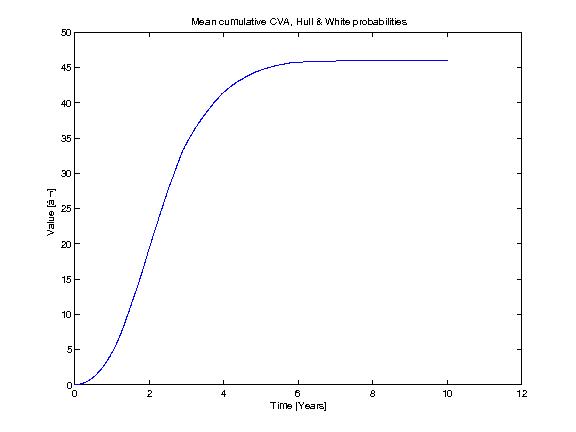 Mean cumulative CVA, Hull & White probabilities.
50
45
40
35
30
25
20
15
10
5
0
Value [â¬]
0 2 4 6 8 10 12
Time [Years]